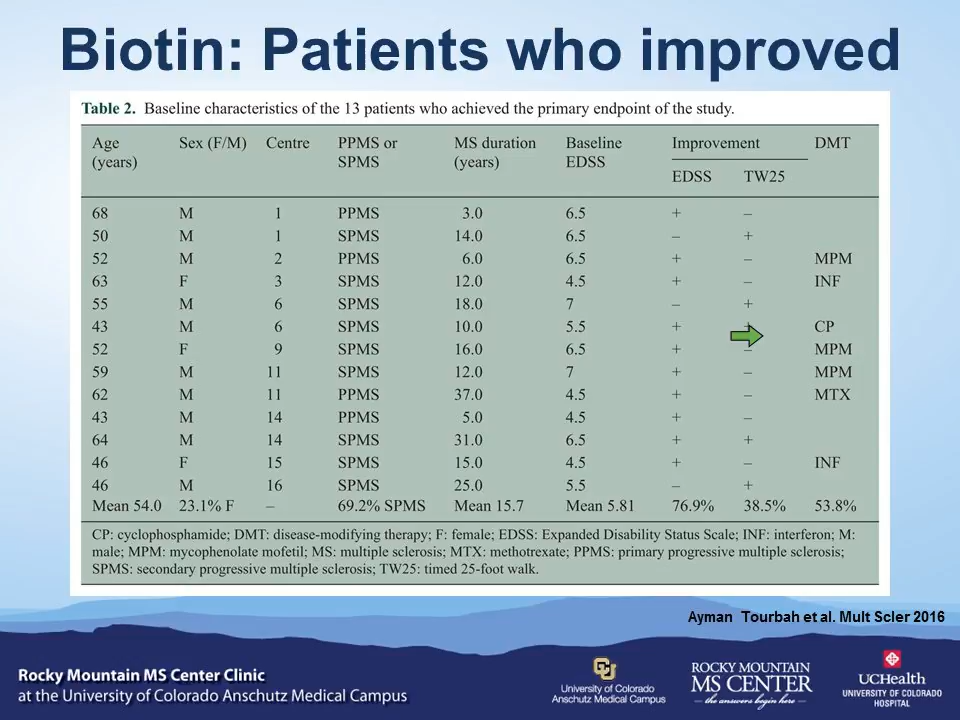 Biotin: Patients who improved
Table 2. Baseline characteristics of the 13 patients who achieved the primary endpoint of the study.
Age (years) Sex (F/M) Centre PPMS or SPMS MS duration (years) Baseline EDSS Improvement DMT
EDSS TW25
68 M 1 PPMS 3.0 6.5 + –
50 M 1 SPMS 14.0 6.5 – +
52 M 2 PPMS 6.0 6.5 + – MPM
63 F 3 SPMS 12.0 4.5 + – INF
55 M 6 SPMS 18.0 7 – +
43 M 6 SPMS 10.0 5.5 + CP
52 F 9 SPMS 16.0 6.5 + – MPM
59 M 11 SPMS 12.0 7 + – MPM
62 M 11 PPMS 37.0 4.5 + – MTX
43 M 14 PPMS 5.0 4.5 + –
64 M 14 SPMS 31.0 6.5 + +
46 F 15 SPMS 15.0 4.5 + – INF
46 M 16 SPMS 25.0 5.5 – +
Mean 54.0 23.1% F – 69.2% SPMS Mean 15.7 Mean 5.81 76.9% 38.5% 53.8%
CP: cyclophosphamide; DMT: disease-modifying therapy; F: female; EDSS: Expanded Disability Status Scale; INF: interferon; M:
male; MPM: mycophenolate mofetil; MS: multiple sclerosis; MTX: methotrexate; PPMS: primary progressive multiple sclerosis;
SPMS: secondary progressive multiple sclerosis; TW25: timed 25-foot walk.
Ayman Tourbah et al. Mult Scler 2016
Rocky Mountain MS Center Clinic
at the University of Colorado Anschutz Medical Campus
CU
University of Colorado
Anschutz Medical Campus
ROCKY MOUNTAIN
MS CENTER
the answers begin here
UCHealth
UNIVERSITY OF COLORADO
HOSPITAL